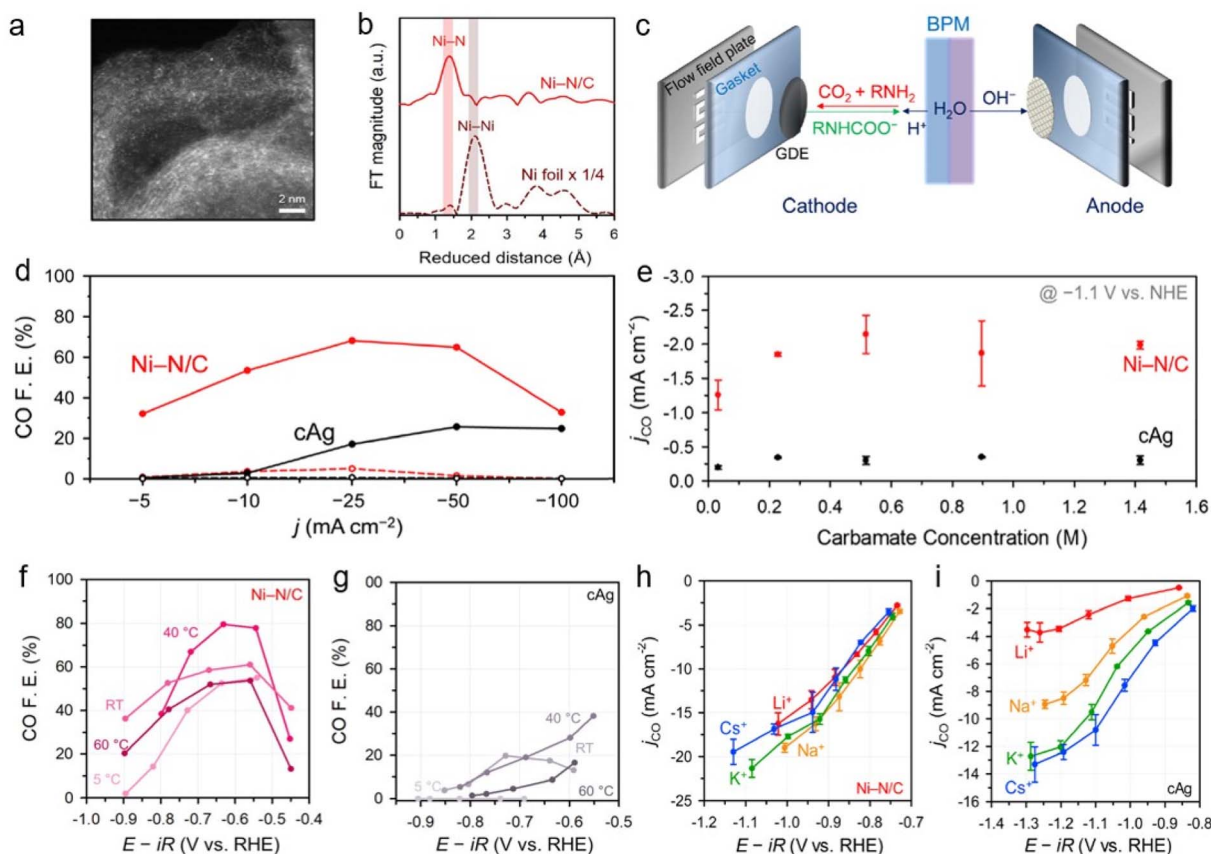 a
2 nm
b
FT magnitude (a.u.)
Ni–N
Ni–N/C
Ni–Ni
Ni foil x 1/4
0 1 2 3 4 5 6
Reduced distance (Å)
c
BPM
Flow field plate
Gasket
CO₂ + RNH₂
RNHCOO⁻
H⁺
H₂O
OH⁻
GDE
Cathode
Anode
d
CO F. E. (%)
100
80
60
40
20
0
Ni–N/C
cAg
−5 −10 −25 −50 −100
j (mA cm⁻²)
e
@ −1.1 V vs. NHE
jCO (mA cm⁻²)
-3.0
-2.5
-2.0
-1.5
-1.0
-0.5
0.0
Ni–N/C
cAg
0.0 0.2 0.4 0.6 0.8 1.0 1.2 1.4 1.6
Carbamate Concentration (M)
f
CO F. E. (%)
100
80
60
40
20
0
Ni–N/C
40 °C
RT
60 °C
5 °C
-1.0 -0.9 -0.8 -0.7 -0.6 -0.5 -0.4
E − iR (V vs. RHE)
g
CO F. E. (%)
00
80
60
40
20
0
cAg
40 °C
RT
5 °C
60 °C
-0.9 -0.8 -0.7 -0.6 -0.5
E − iR (V vs. RHE)
h
jCO (mA cm⁻²)
0
-5
-10
-15
-20
-25
Li⁺
Cs⁺
Na⁺
K⁺
Ni–N/C
-1.2 -1.1 -1.0 -0.9 -0.8 -0.7
E − iR (V vs. RHE)
i
jCO (mA cm⁻²)
0
-2
-4
-6
-8
-10
-12
-14
-16
Li⁺
Na⁺
K⁺
Cs⁺
cAg
-1.4 -1.3 -1.2 -1.1 -1.0 -0.9 -0.8
E − iR (V vs. RHE)